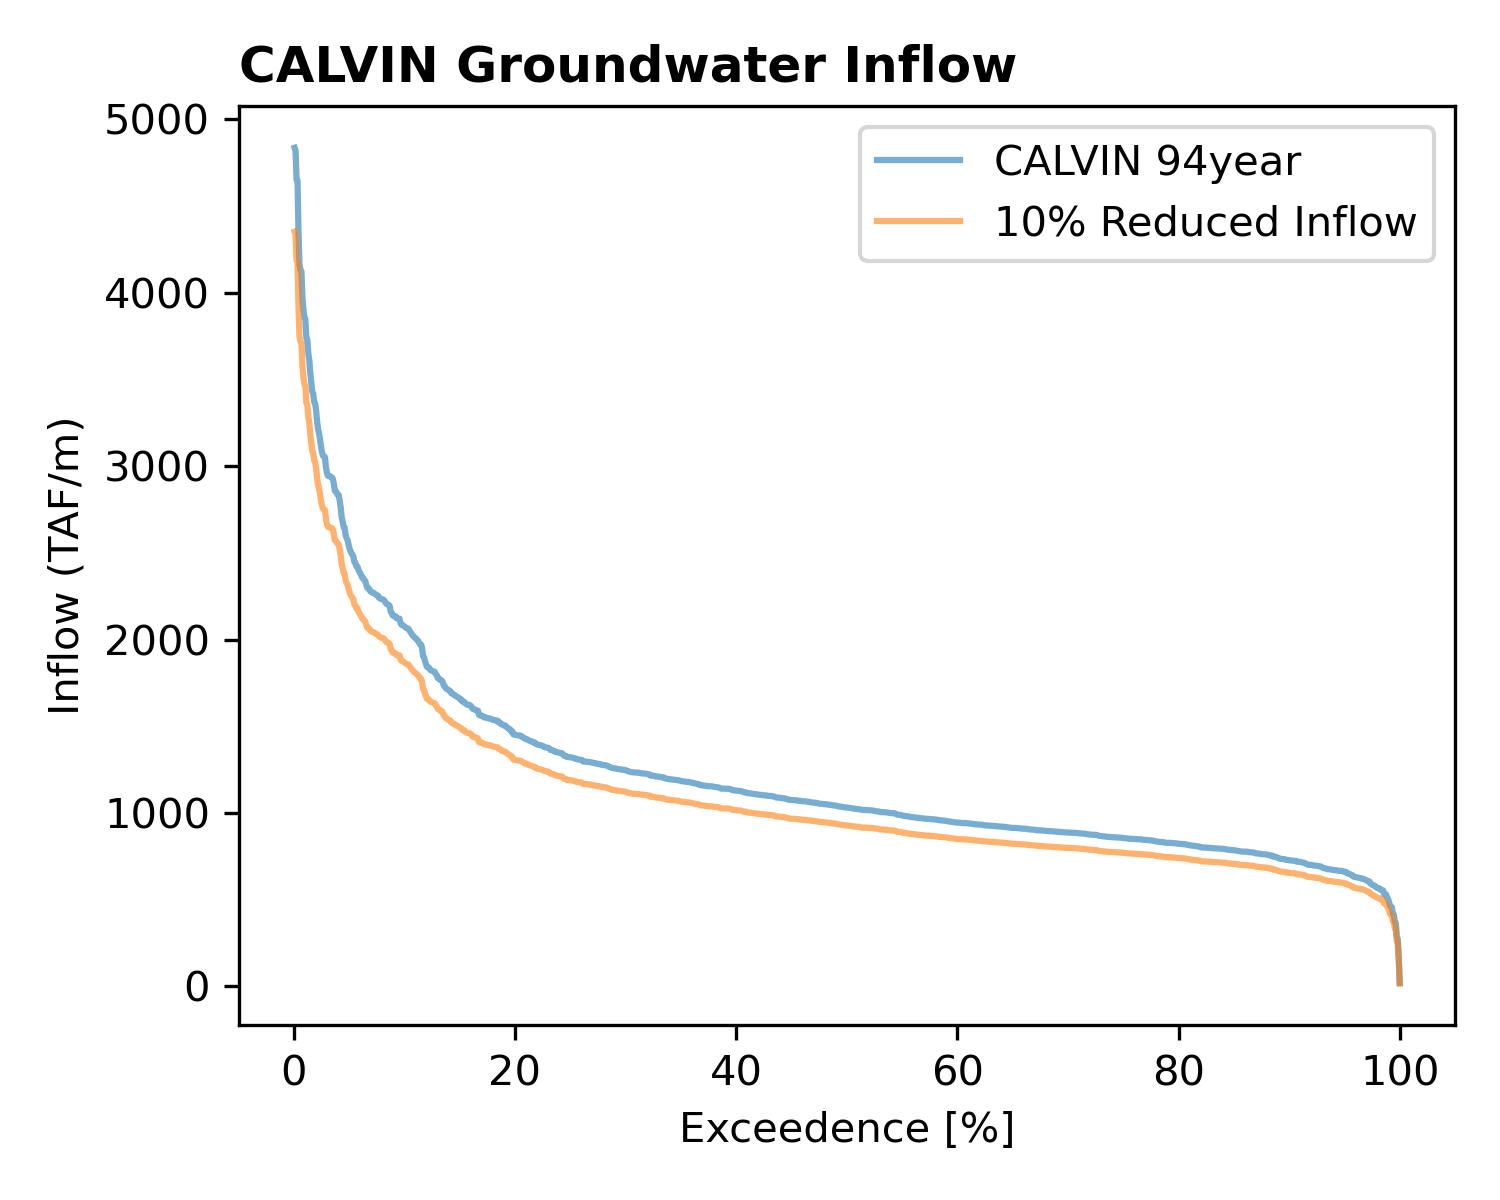 CALVIN Groundwater Inflow
5000
4000
3000
2000
1000
0
Inflow (TAF/m)
CALVIN 94year
10% Reduced Inflow
0 20 40 60 80 100
Exceedence [%]